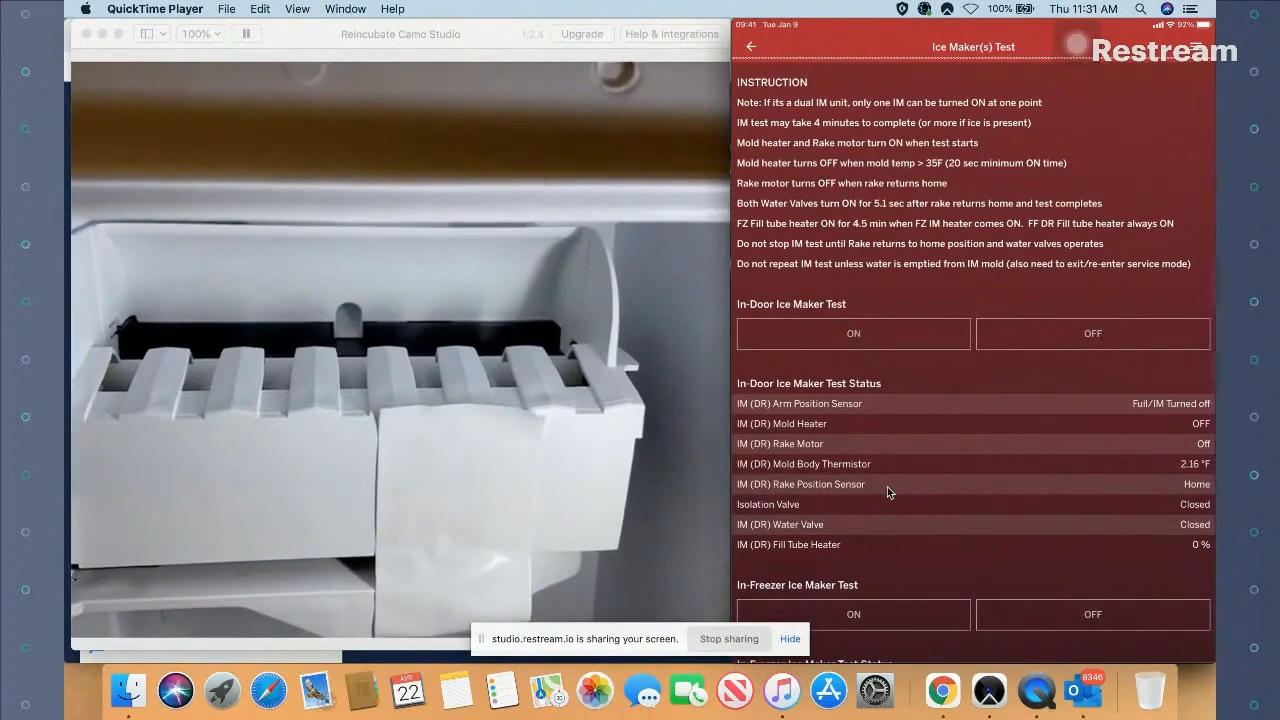 QuickTime Player File Edit View Window Help 100% Thu 11:31 AM
100% Reincubate Camo Studio 1.2.4 Upgrade Help & Integrations
09:41 Tue Jan 9 92%
Ice Maker(s) Test
Restream
INSTRUCTION
Note: If its a dual IM unit, only one IM can be turned ON at one point
IM test may take 4 minutes to complete (or more if ice is present)
Mold heater and Rake motor turn ON when test starts
Mold heater turns OFF when mold temp > 35F (20 sec minimum ON time)
Rake motor turns OFF when rake returns home
Both Water Valves turn ON for 5.1 sec after rake returns home and test completes
FZ Fill tube heater ON for 4.5 min when FZ IM heater comes ON. FF DR Fill tube heater always ON
Do not stop IM test until Rake returns to home position and water valves operates
Do not repeat IM test unless water is emptied from IM mold (also need to exit/re-enter service mode)
In-Door Ice Maker Test
ON OFF
In-Door Ice Maker Test Status
IM (DR) Arm Position Sensor Full/IM Turned off
IM (DR) Mold Heater OFF
IM (DR) Rake Motor Off
IM (DR) Mold Body Thermistor 2.16 °F
IM (DR) Rake Position Sensor Home
Isolation Valve Closed
IM (DR) Water Valve Closed
IM (DR) Fill Tube Heater 0 %
In-Freezer Ice Maker Test
ON OFF
studio.restream.io is sharing your screen. Stop sharing Hide
In-Freezer Ice Maker Test Status
APR
22
8346